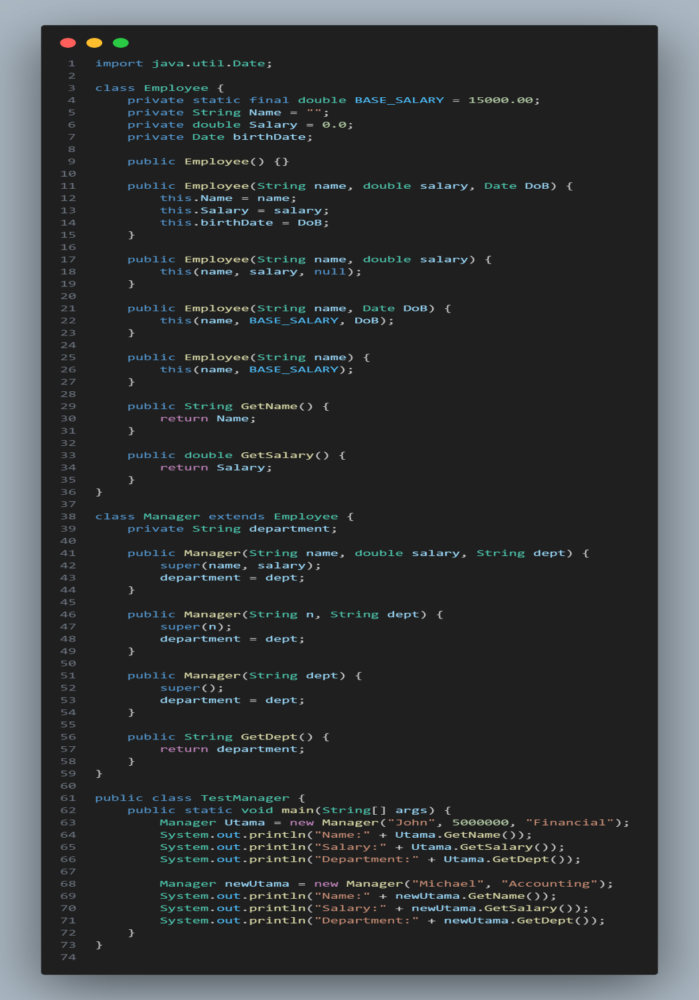 1 import java.util.Date;
2
3 class Employee {
4     private static final double BASE_SALARY = 15000.00;
5     private String Name = "";
6     private double Salary = 0.0;
7     private Date birthDate;
8
9     public Employee() {}
10
11     public Employee(String name, double salary, Date DoB) {
12         this.Name = name;
13         this.Salary = salary;
14         this.birthDate = DoB;
15     }
16
17     public Employee(String name, double salary) {
18         this(name, salary, null);
19     }
20
21     public Employee(String name, Date DoB) {
22         this(name, BASE_SALARY, DoB);
23     }
24
25     public Employee(String name) {
26         this(name, BASE_SALARY);
27     }
28
29     public String GetName() {
30         return Name;
31     }
32
33     public double GetSalary() {
34         return Salary;
35     }
36 }
37
38 class Manager extends Employee {
39     private String department;
40
41     public Manager(String name, double salary, String dept) {
42         super(name, salary);
43         department = dept;
44     }
45
46     public Manager(String n, String dept) {
47         super(n);
48         department = dept;
49     }
50
51     public Manager(String dept) {
52         super();
53         department = dept;
54     }
55
56     public String GetDept() {
57         return department;
58     }
59 }
60
61 public class TestManager {
62     public static void main(String[] args) {
63         Manager Utama = new Manager("John", 5000000, "Financial");
64         System.out.println("Name:" + Utama.GetName());
65         System.out.println("Salary:" + Utama.GetSalary());
66         System.out.println("Department:" + Utama.GetDept());
67
68         Manager newUtama = new Manager("Michael", "Accounting");
69         System.out.println("Name:" + newUtama.GetName());
70         System.out.println("Salary:" + newUtama.GetSalary());
71         System.out.println("Department:" + newUtama.GetDept());
72     }
73 }
74